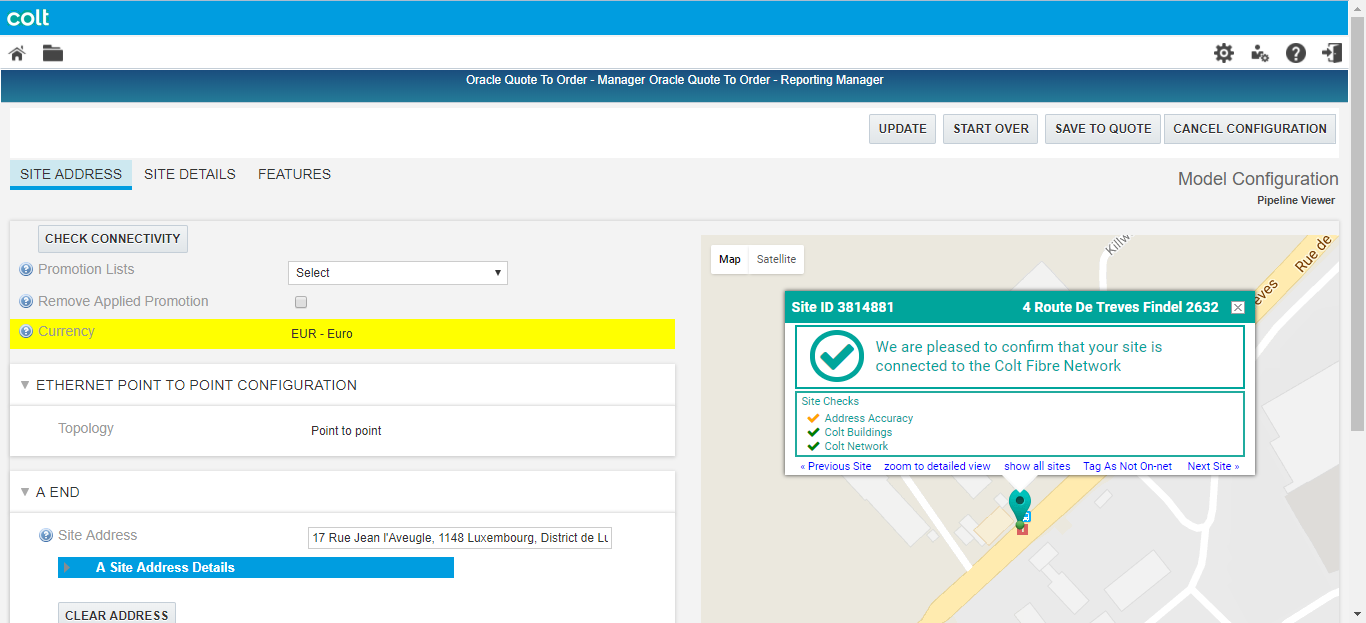 colt
Oracle Quote To Order - Manager Oracle Quote To Order - Reporting Manager
UPDATE
START OVER
SAVE TO QUOTE
CANCEL CONFIGURATION
SITE ADDRESS
SITE DETAILS
FEATURES
Model Configuration
Pipeline Viewer
CHECK CONNECTIVITY
Promotion Lists
Select
Remove Applied Promotion
Currency
EUR - Euro
ETHERNET POINT TO POINT CONFIGURATION
Topology
Point to point
A END
Site Address
17 Rue Jean l'Aveugle, 1148 Luxembourg, District de Lu
A Site Address Details
CLEAR ADDRESS
Map
Satellite
Killw
Rue de
eves
Site ID 3814881
4 Route De Treves Findel 2632
We are pleased to confirm that your site is
connected to the Colt Fibre Network
Site Checks
Address Accuracy
Colt Buildings
Colt Network
« Previous Site
zoom to detailed view
show all sites
Tag As Not On-net
Next Site »